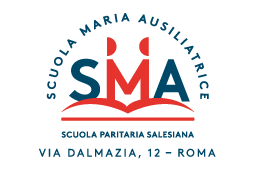 SCUOLA MARIA AUSILIATRICE
SMA
SCUOLA PARITARIA SALESIANA
VIA DALMAZIA, 12 – ROMA